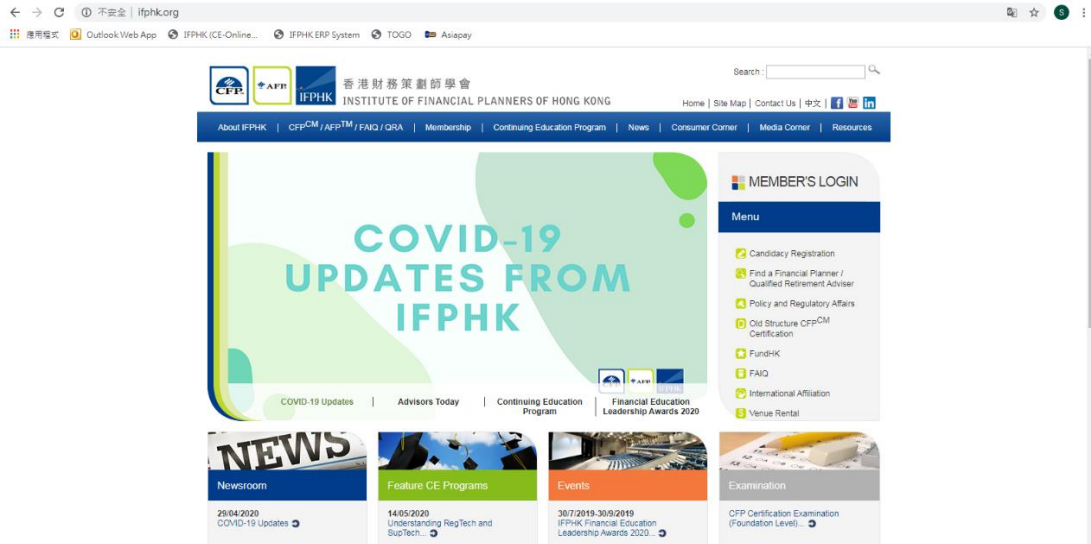 不安全 | ifphk.org
應用程式 Outlook Web App IFPHK (CE-Online... IFPHK ERP System TOGO Asiapay
Search :
CFP AFP IFPHK 香港財務策劃師學會
INSTITUTE OF FINANCIAL PLANNERS OF HONG KONG
Home | Site Map | Contact Us | 中文 |
About IFPHK | CFPCM / AFPTM / FAIQ / QRA | Membership | Continuing Education Program | News | Consumer Corner | Media Corner | Resources
COVID-19
UPDATES FROM
IFPHK
CFP AFP IFPHK
COVID-19 Updates | Advisors Today | Continuing Education Program | Financial Education Leadership Awards 2020
MEMBER'S LOGIN
Menu
Candidacy Registration
Find a Financial Planner /
Qualified Retirement Adviser
Policy and Regulatory Affairs
Old Structure CFPCM
Certification
FundHK
FAIQ
International Affiliation
Venue Rental
NEWS
Newsroom
29/04/2020
COVID-19 Updates
Feature CE Programs
14/05/2020
Understanding RegTech and
SupTech...
Events
30/7/2019-30/9/2019
IFPHK Financial Education
Leadership Awards 2020...
Examination
CFP Certification Examination
(Foundation Level)...